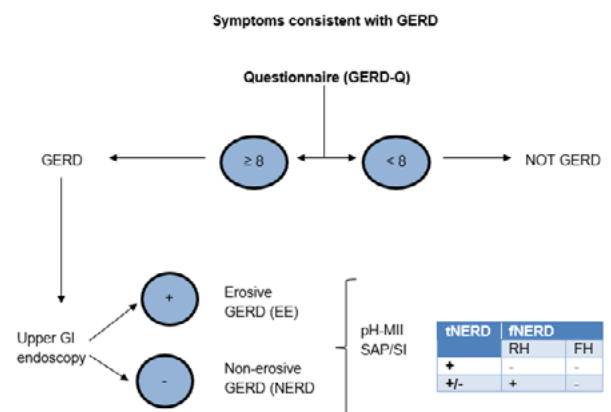 Symptoms consistent with GERD
Questionnaire (GERD-Q)
GERD
≥ 8
< 8
NOT GERD
Upper GI
endoscopy
+
Erosive
GERD (EE)
-
Non-erosive
GERD (NERD
pH-MII
SAP/SI
tNERD fNERD
RH FH
+ - -
+/- + -